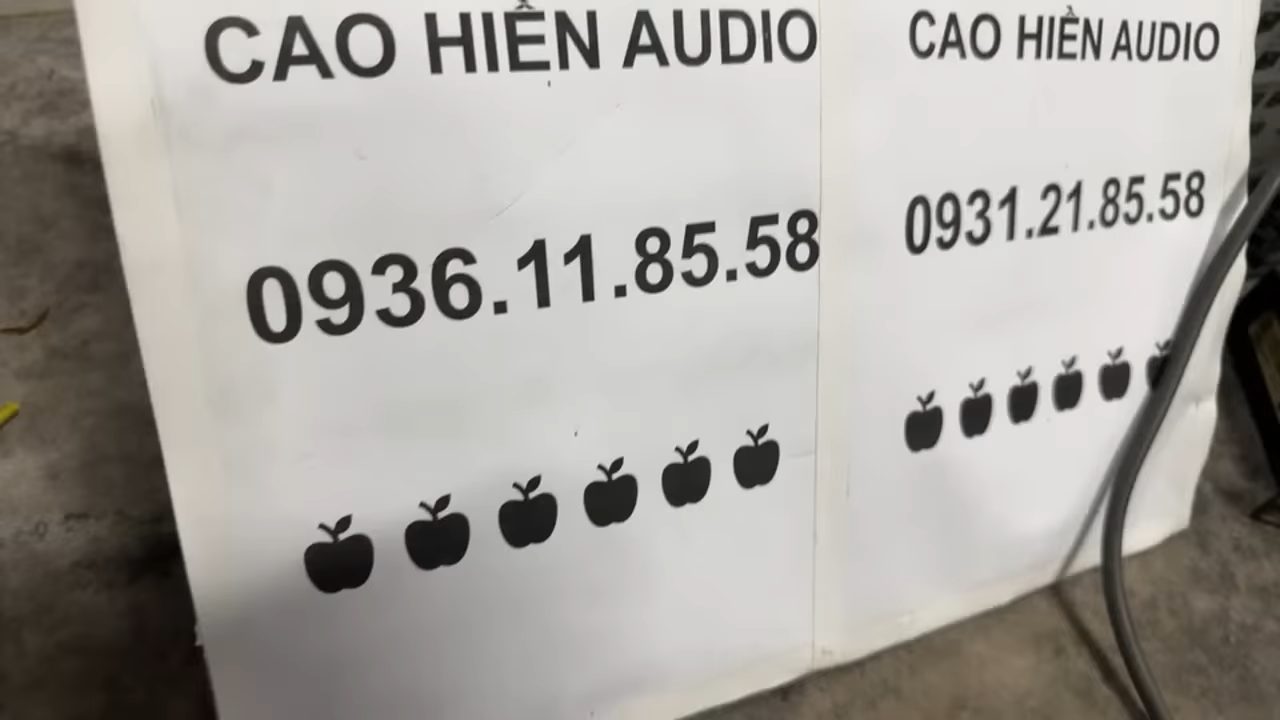 CAO HIỀN AUDIO
0936.11.85.58
CAO HIỀN AUDIO
0931.21.85.58